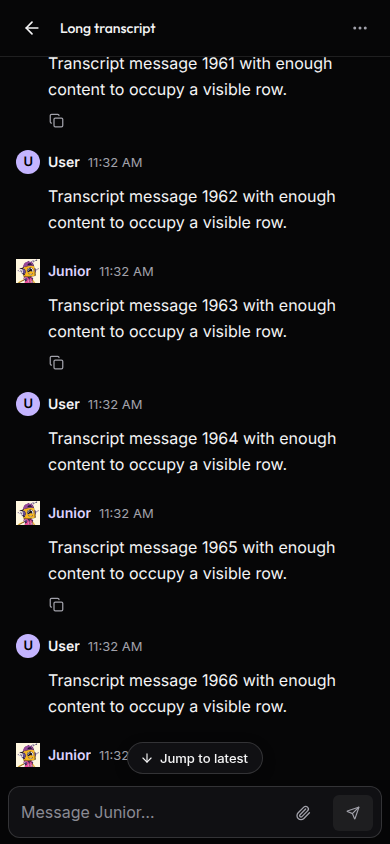 Long transcript
Transcript message 1961 with enough
content to occupy a visible row.
U User 11:32 AM
Transcript message 1962 with enough
content to occupy a visible row.
Junior 11:32 AM
Transcript message 1963 with enough
content to occupy a visible row.
U User 11:32 AM
Transcript message 1964 with enough
content to occupy a visible row.
Junior 11:32 AM
Transcript message 1965 with enough
content to occupy a visible row.
U User 11:32 AM
Transcript message 1966 with enough
content to occupy a visible row.
Junior 11:32
Jump to latest
Message Junior...